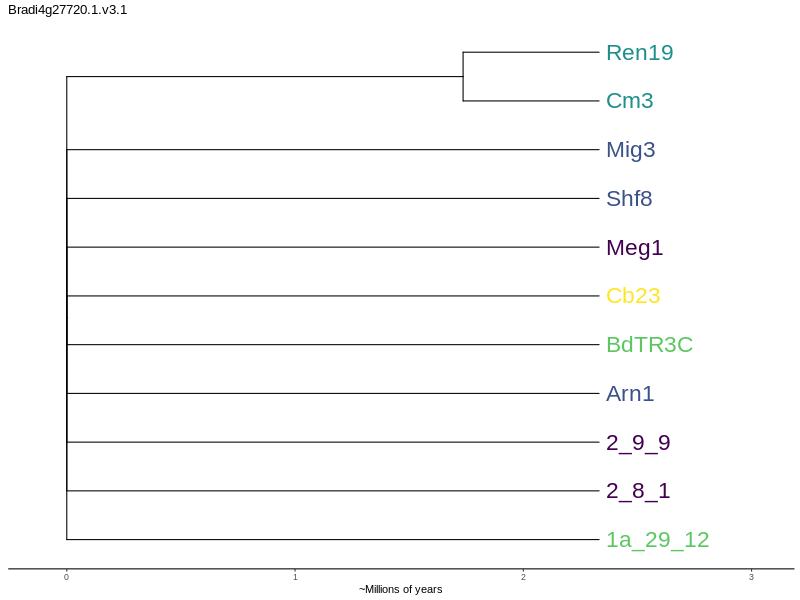 Bradi4g27720.1.v3.1
Ren19
Cm3
Mig3
Shf8
Meg1
Cb23
BdTR3C
Arn1
2_9_9
2_8_1
1a_29_12
0 1 2 3
~Millions of years